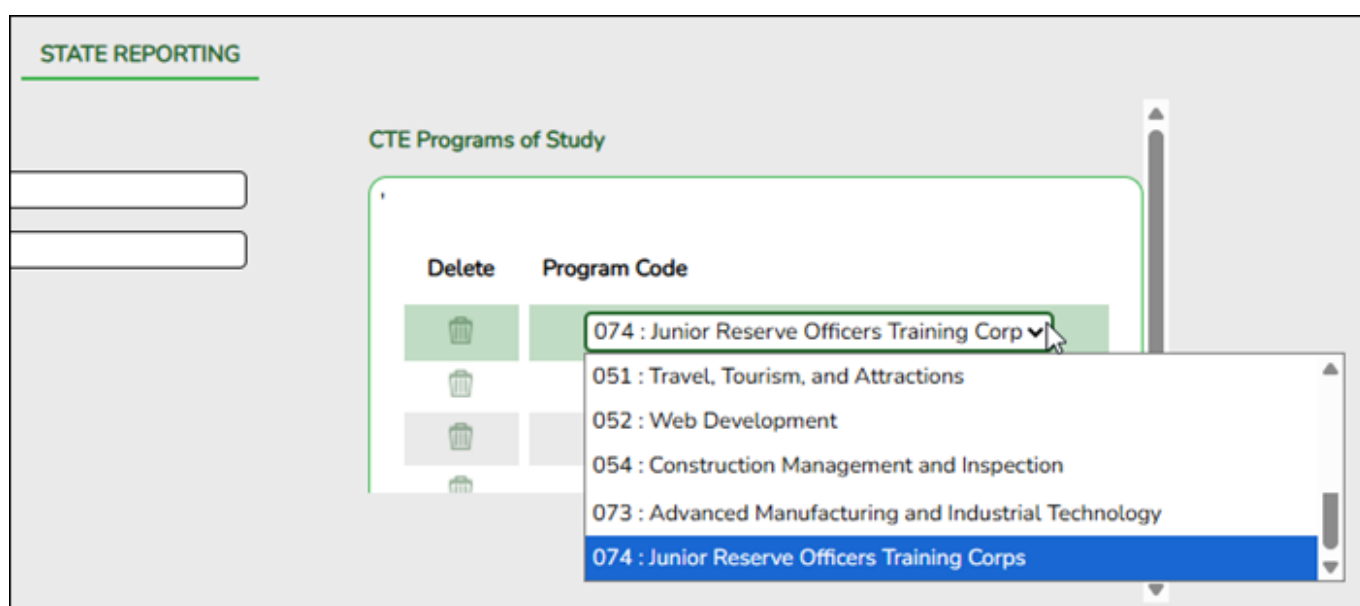 STATE REPORTING
CTE Programs of Study
,
Delete Program Code
074 : Junior Reserve Officers Training Corp
051 : Travel, Tourism, and Attractions
052 : Web Development
054 : Construction Management and Inspection
073 : Advanced Manufacturing and Industrial Technology
074 : Junior Reserve Officers Training Corps